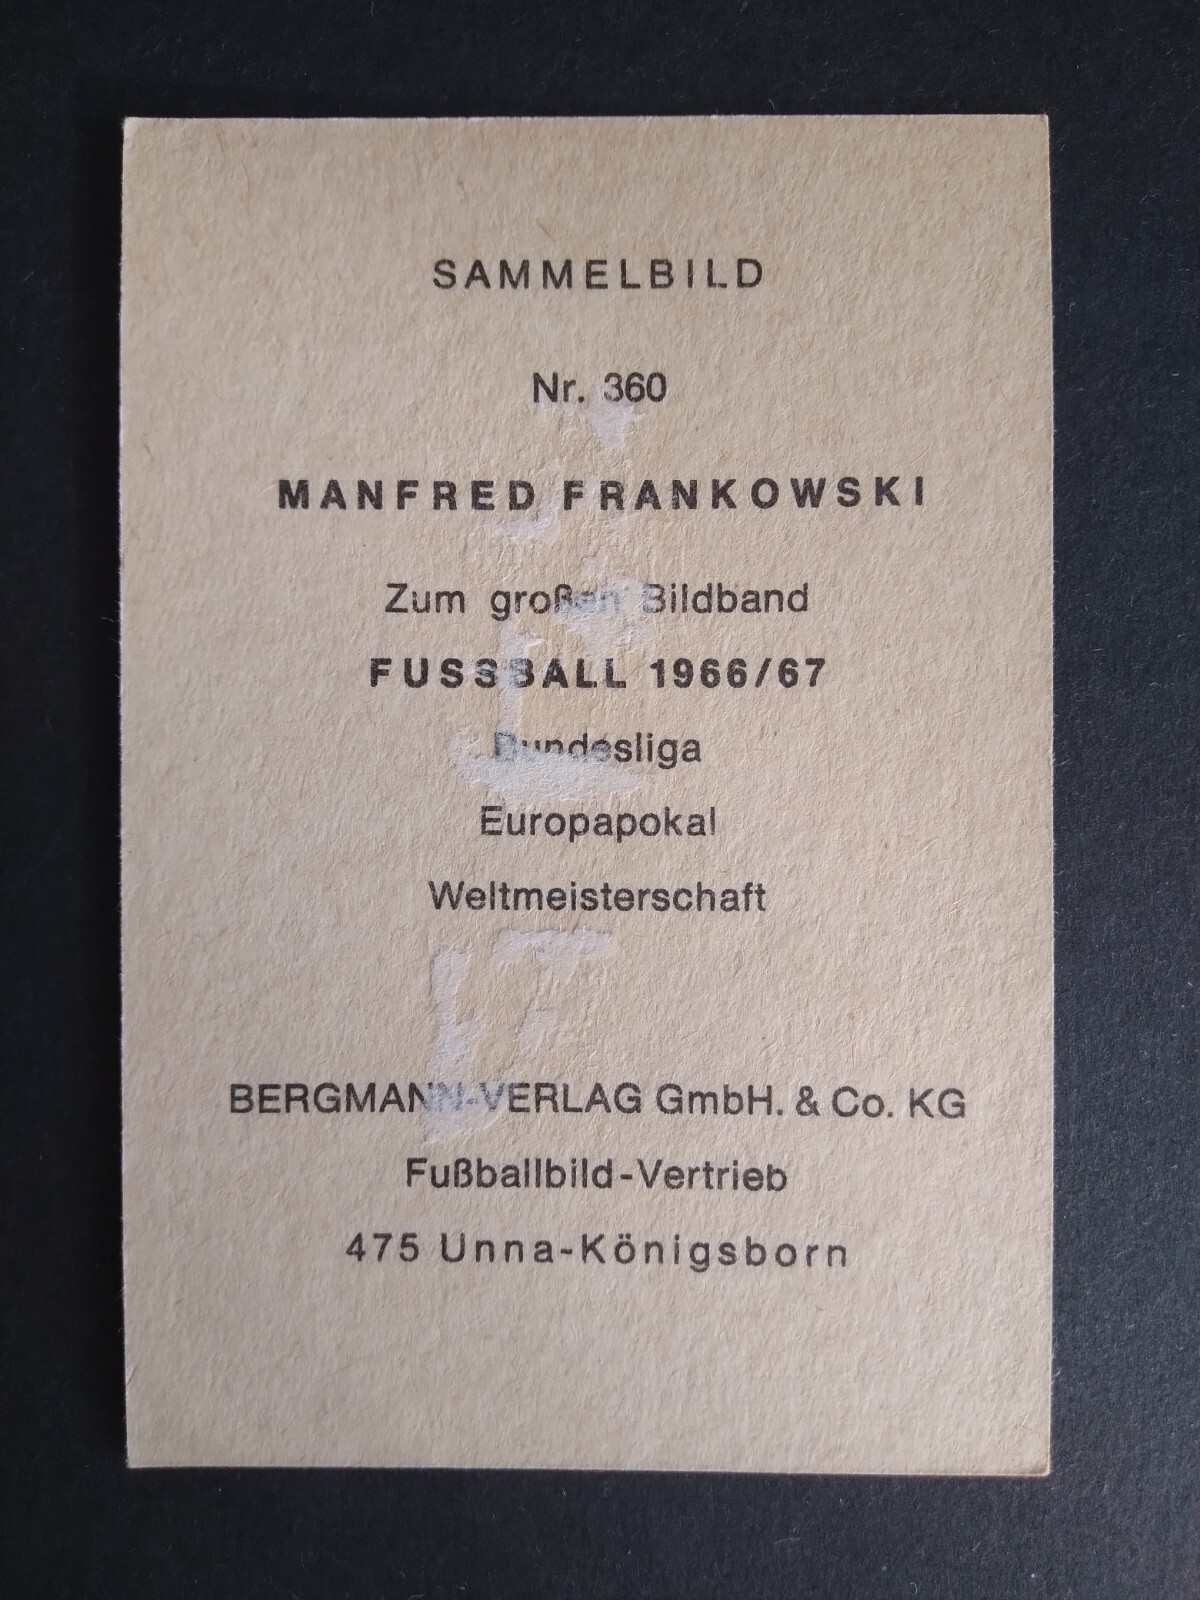 SAMMELBILD
Nr. 360
MANFRED FRANKOWSKI
Zum großen Bildband
FUSSBALL 1966/67
Bundesliga
Europapokal
Weltmeisterschaft
BERGMANN-VERLAG GmbH. & Co. KG
Fußballbild-Vertrieb
475 Unna-Königsborn